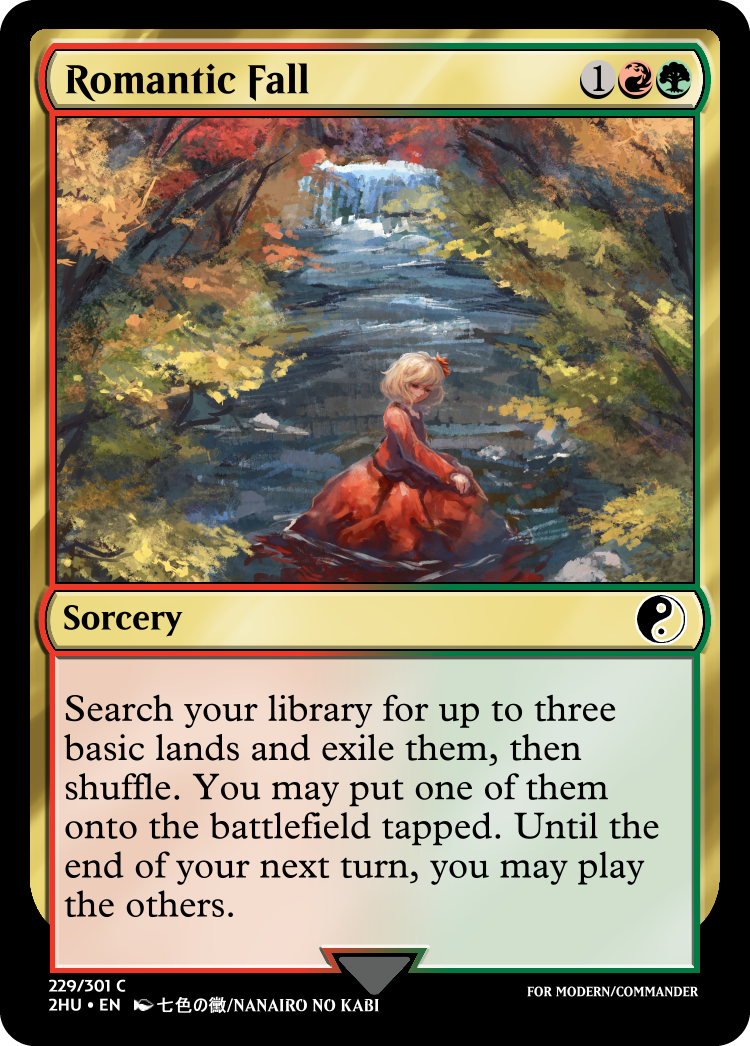 Romantic Fall 1
Sorcery
Search your library for up to three
basic lands and exile them, then
shuffle. You may put one of them
onto the battlefield tapped. Until the
end of your next turn, you may play
the others.
229/301 C
2HU • EN 七色の黴/NANAIRO NO KABI
FOR MODERN/COMMANDER